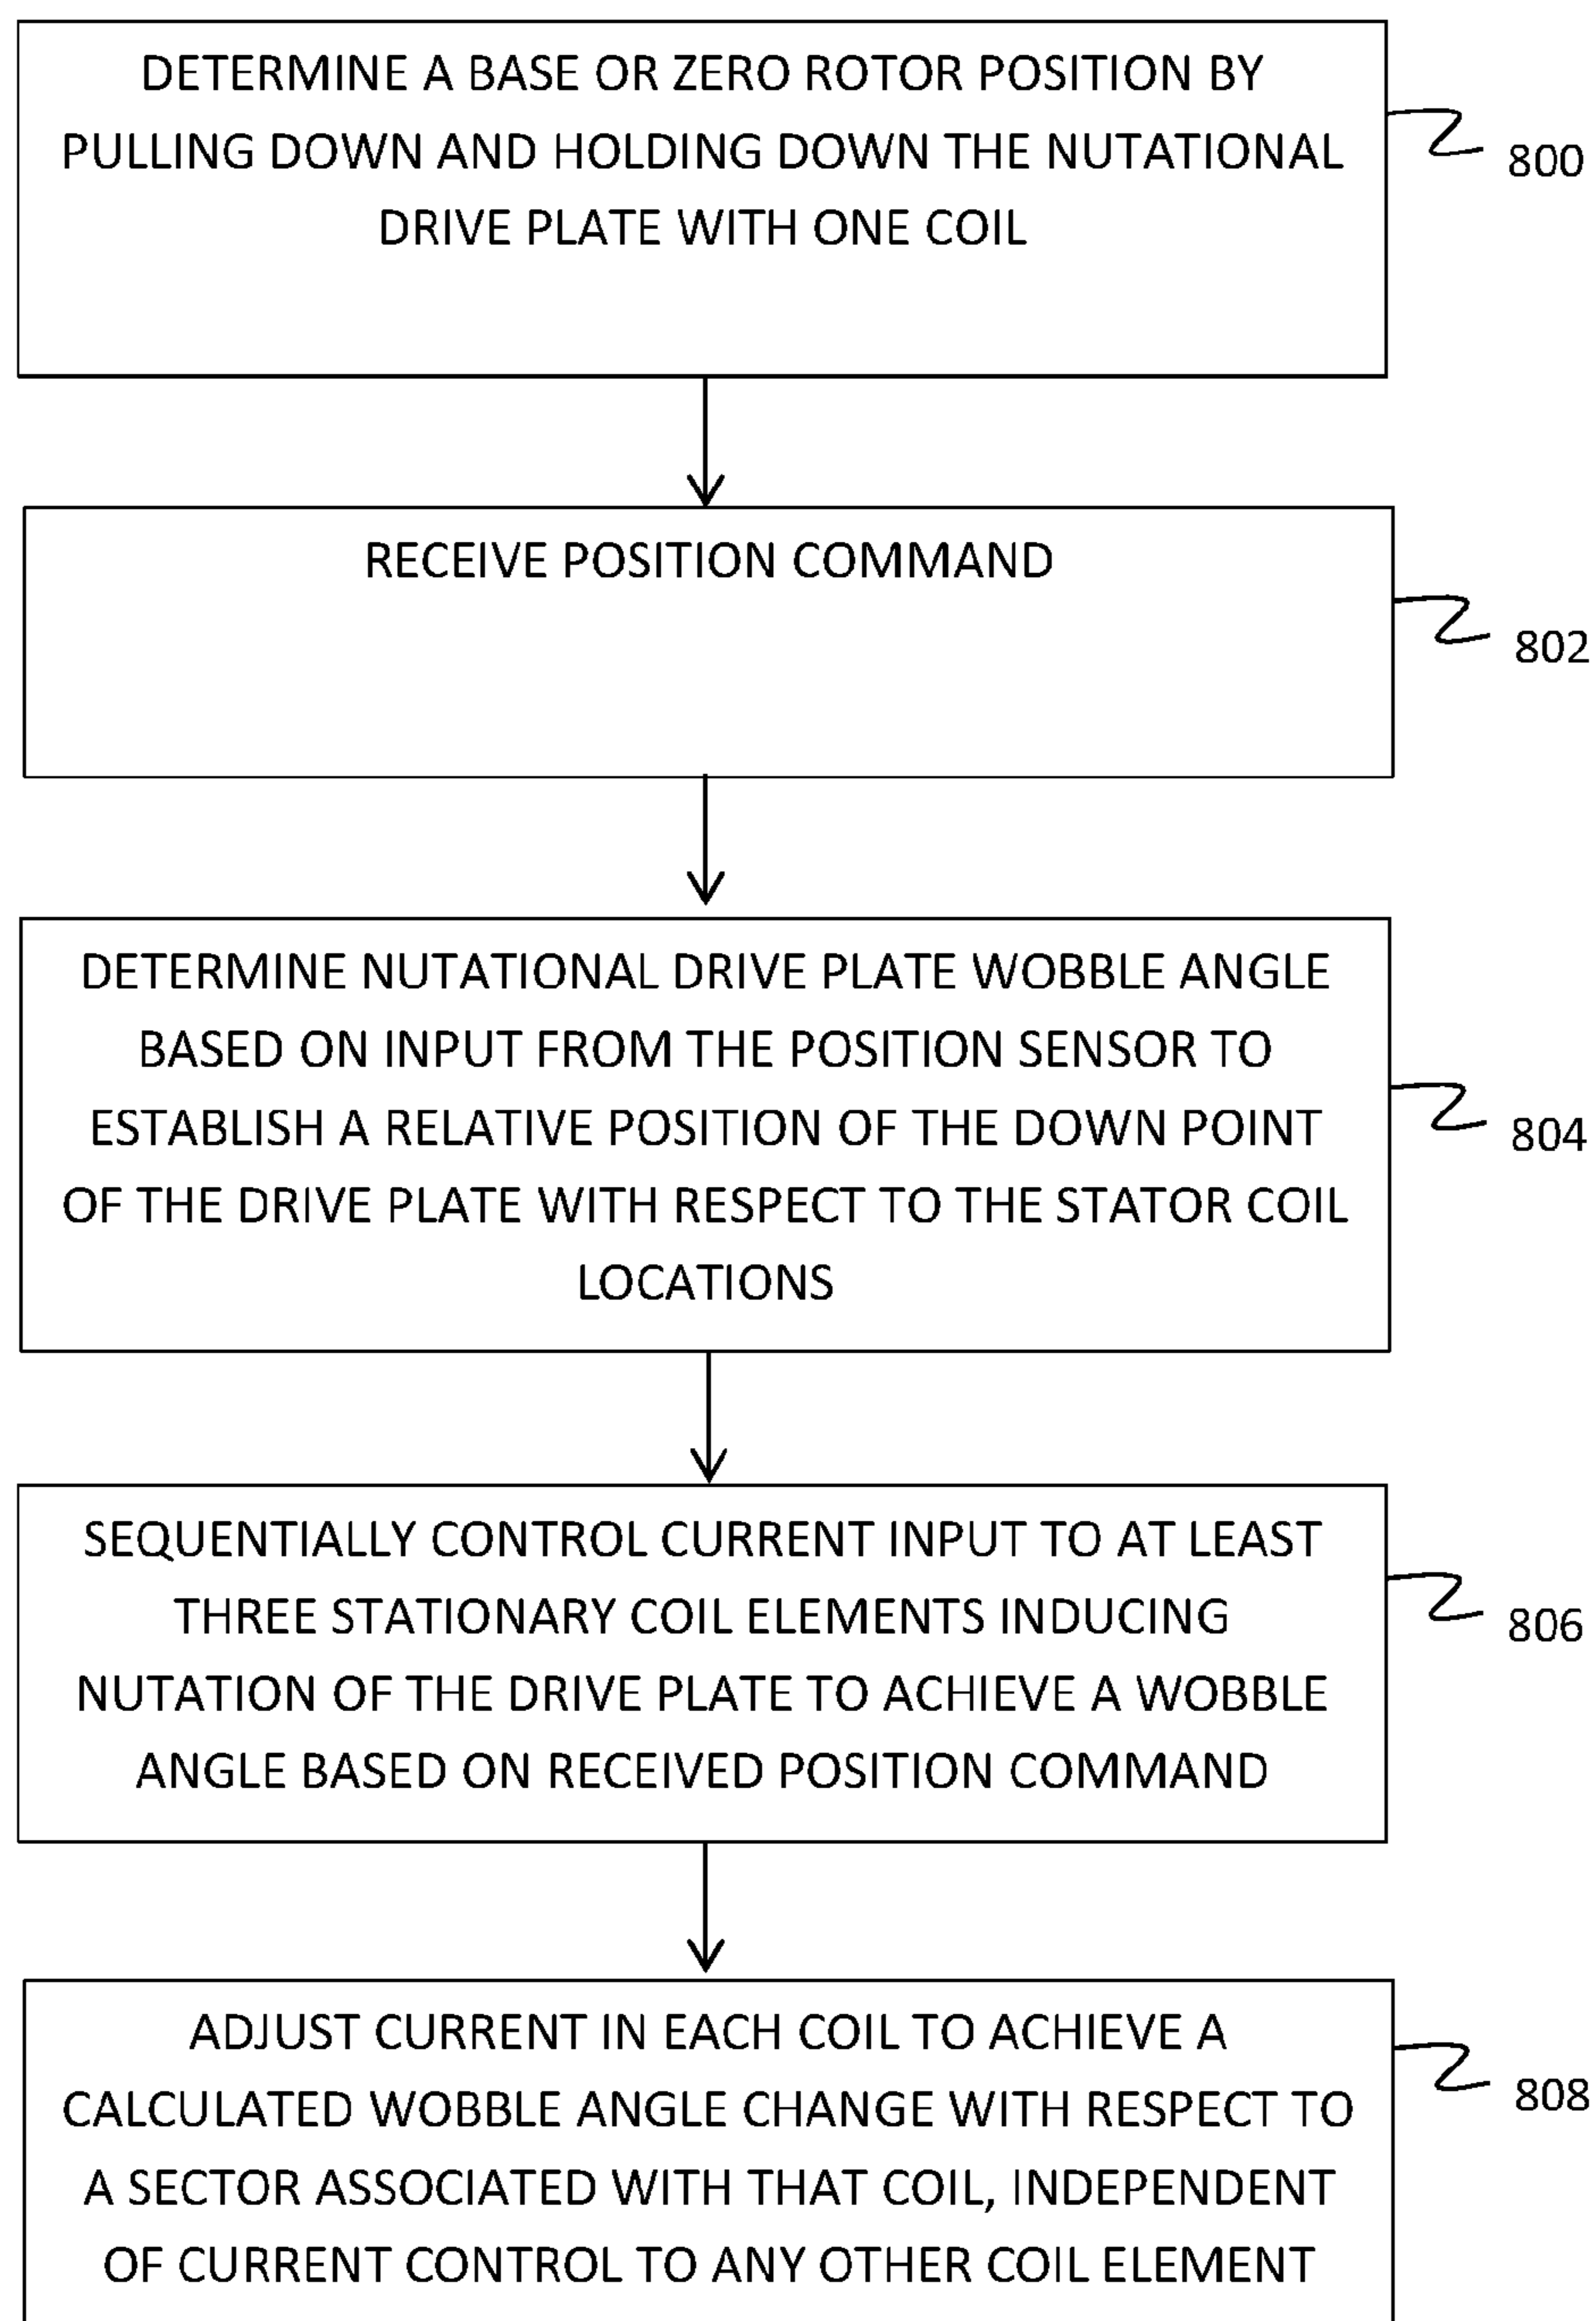 DETERMINE A BASE OR ZERO ROTOR POSITION BY
PULLING DOWN AND HOLDING DOWN THE NUTATIONAL
DRIVE PLATE WITH ONE COIL
800
RECEIVE POSITION COMMAND
802
DETERMINE NUTATIONAL DRIVE PLATE WOBBLE ANGLE
BASED ON INPUT FROM THE POSITION SENSOR TO
ESTABLISH A RELATIVE POSITION OF THE DOWN POINT
OF THE DRIVE PLATE WITH RESPECT TO THE STATOR COIL
LOCATIONS
804
SEQUENTIALLY CONTROL CURRENT INPUT TO AT LEAST
THREE STATIONARY COIL ELEMENTS INDUCING
NUTATION OF THE DRIVE PLATE TO ACHIEVE A WOBBLE
ANGLE BASED ON RECEIVED POSITION COMMAND
806
ADJUST CURRENT IN EACH COIL TO ACHIEVE A
CALCULATED WOBBLE ANGLE CHANGE WITH RESPECT TO
A SECTOR ASSOCIATED WITH THAT COIL, INDEPENDENT
OF CURRENT CONTROL TO ANY OTHER COIL ELEMENT
808